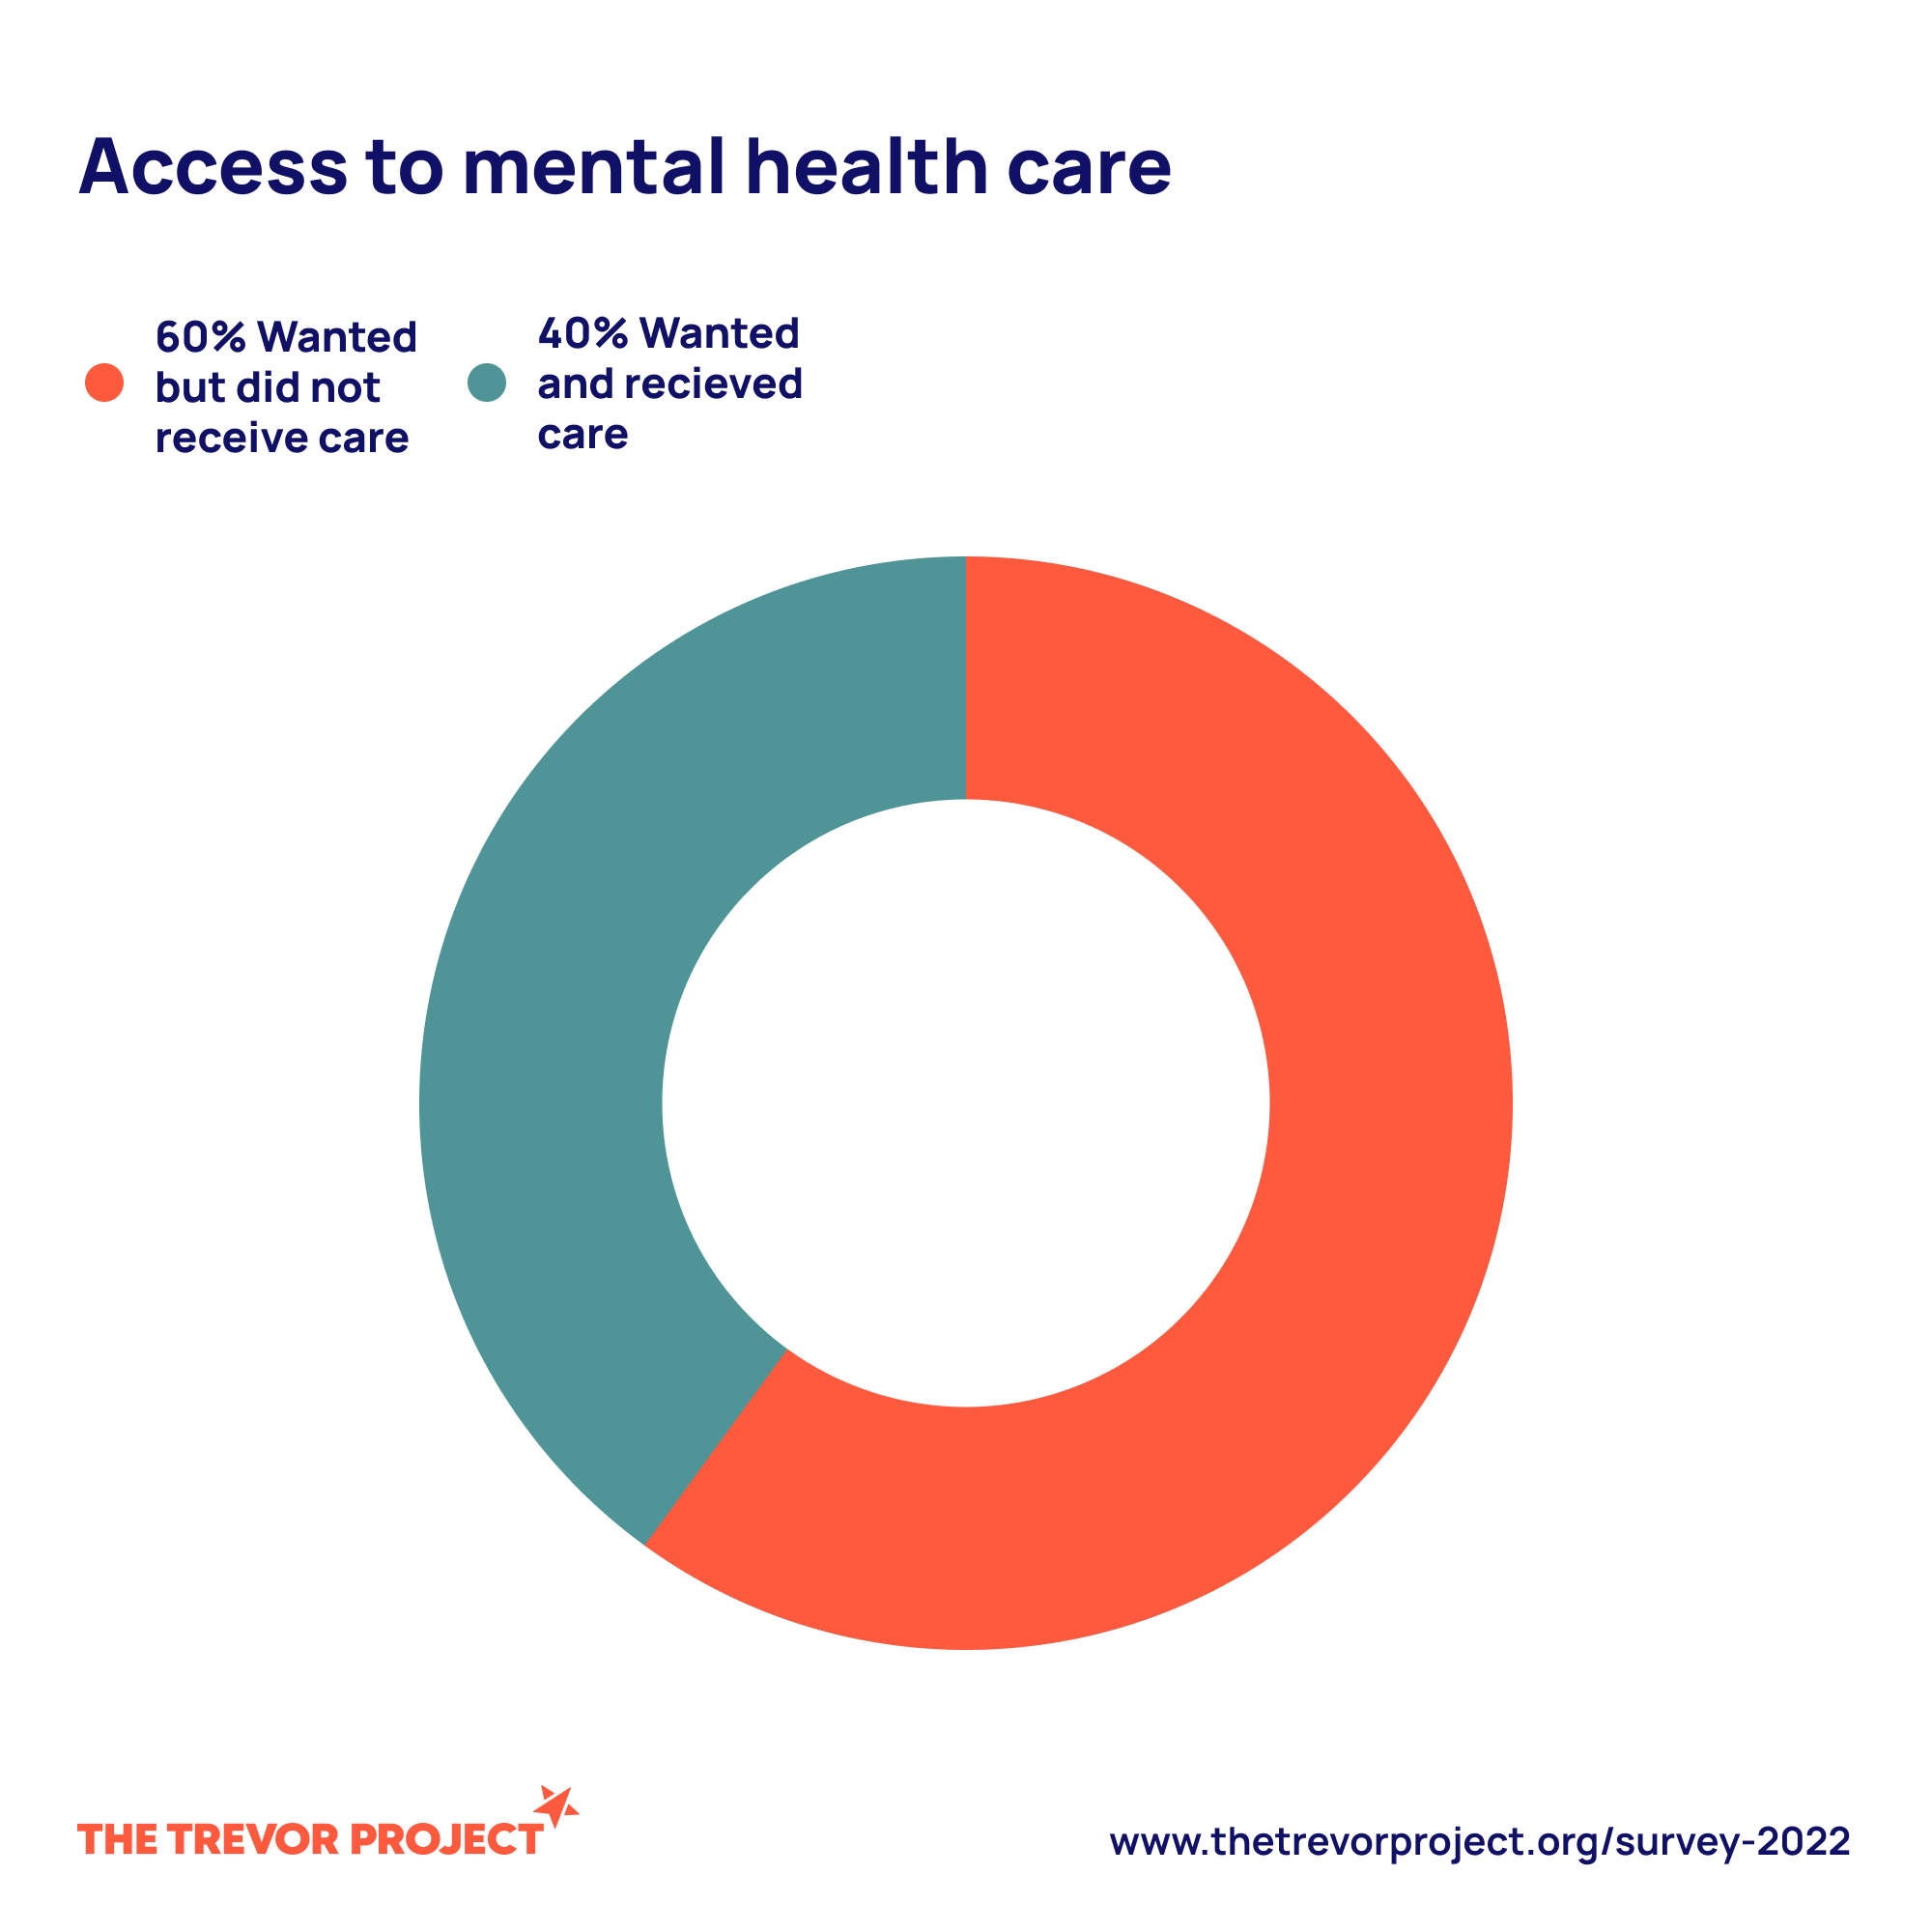 Access to mental health care
60% Wanted
but did not
receive care
40% Wanted
and recieved
care
THE TREVOR PROJECT
www.thetrevorproject.org/survey-2022